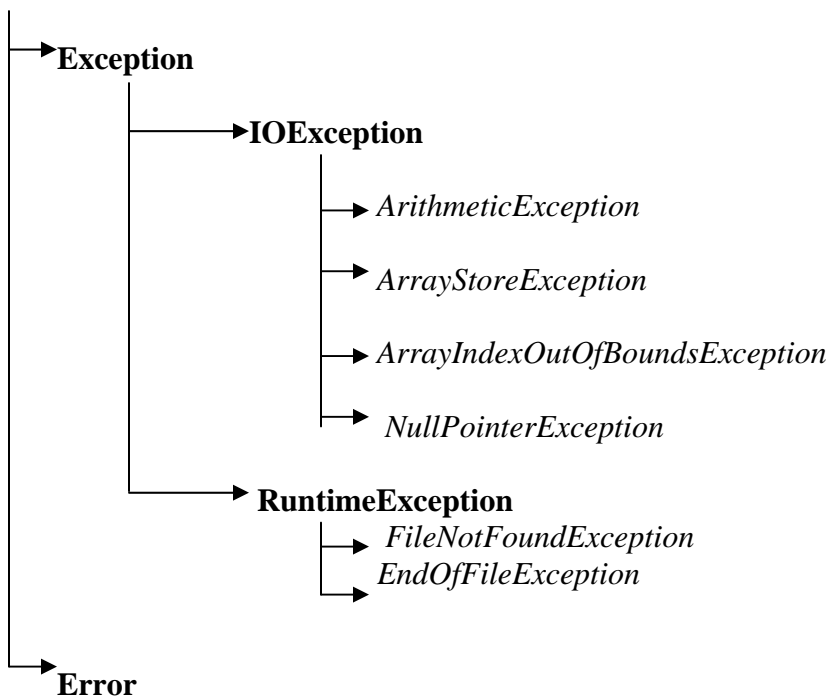 Exception
IOException
ArithmeticException
ArrayStoreException
ArrayIndexOutOfBoundsException
NullPointerException
RuntimeException
FileNotFoundException
EndOfFileException
Error